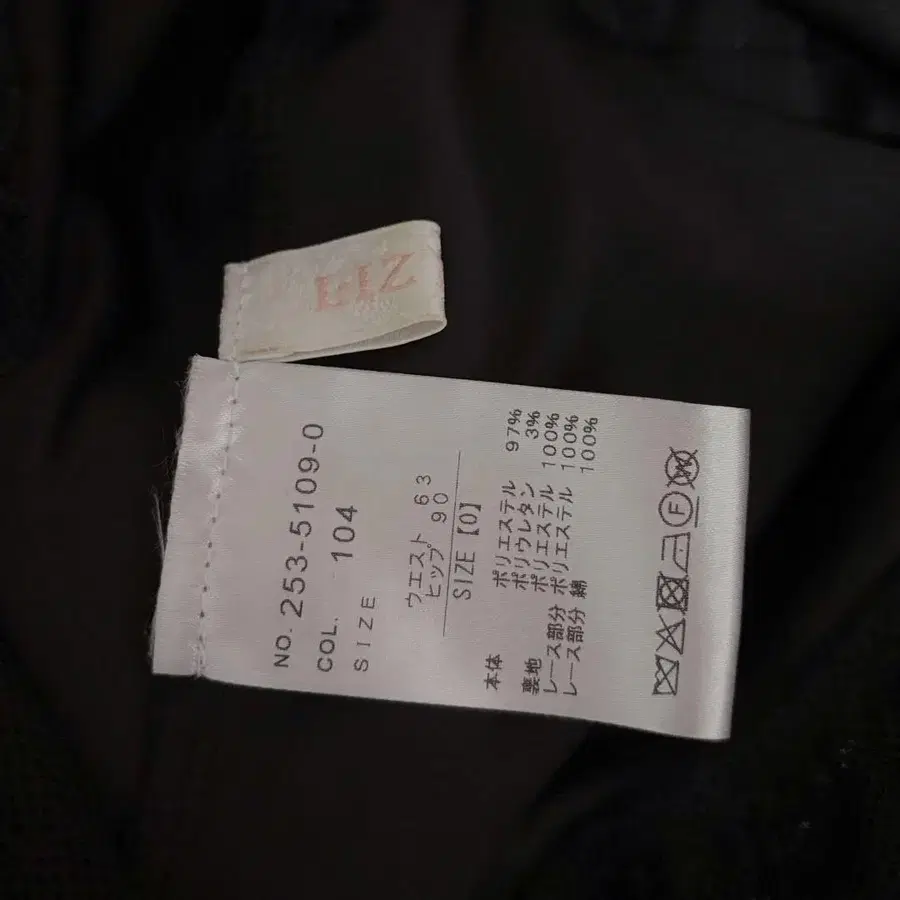 NO. 253-5109-0
COL. 104
SIZE
ウエスト 63
ヒップ 90
SIZE【0】
本体 ポリエステル 97%
ポリウレタン 3%
裏地 ポリエステル 100%
レース部分 ポリエステル 100%
レース部分 綿 100%
F
W